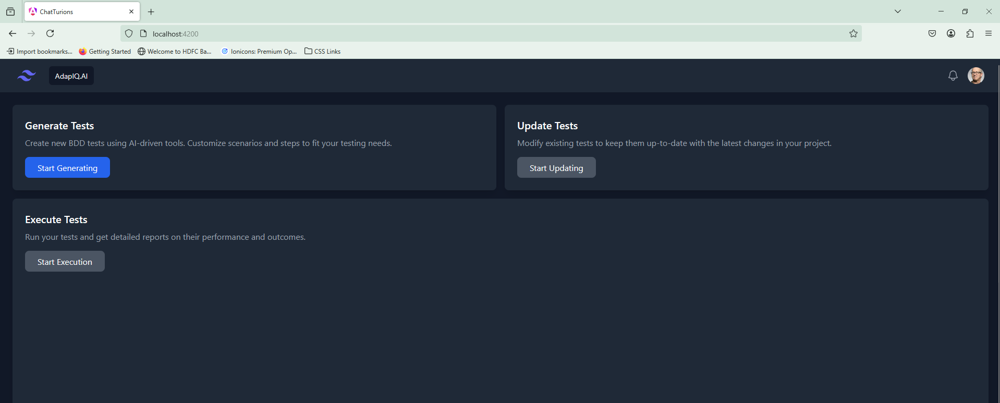 ChatTurions
localhost:4200
Import bookmarks... Getting Started Welcome to HDFC Ba... Ionicons: Premium Op... CSS Links
AdapIQ.AI
Generate Tests
Create new BDD tests using AI-driven tools. Customize scenarios and steps to fit your testing needs.
Start Generating
Update Tests
Modify existing tests to keep them up-to-date with the latest changes in your project.
Start Updating
Execute Tests
Run your tests and get detailed reports on their performance and outcomes.
Start Execution